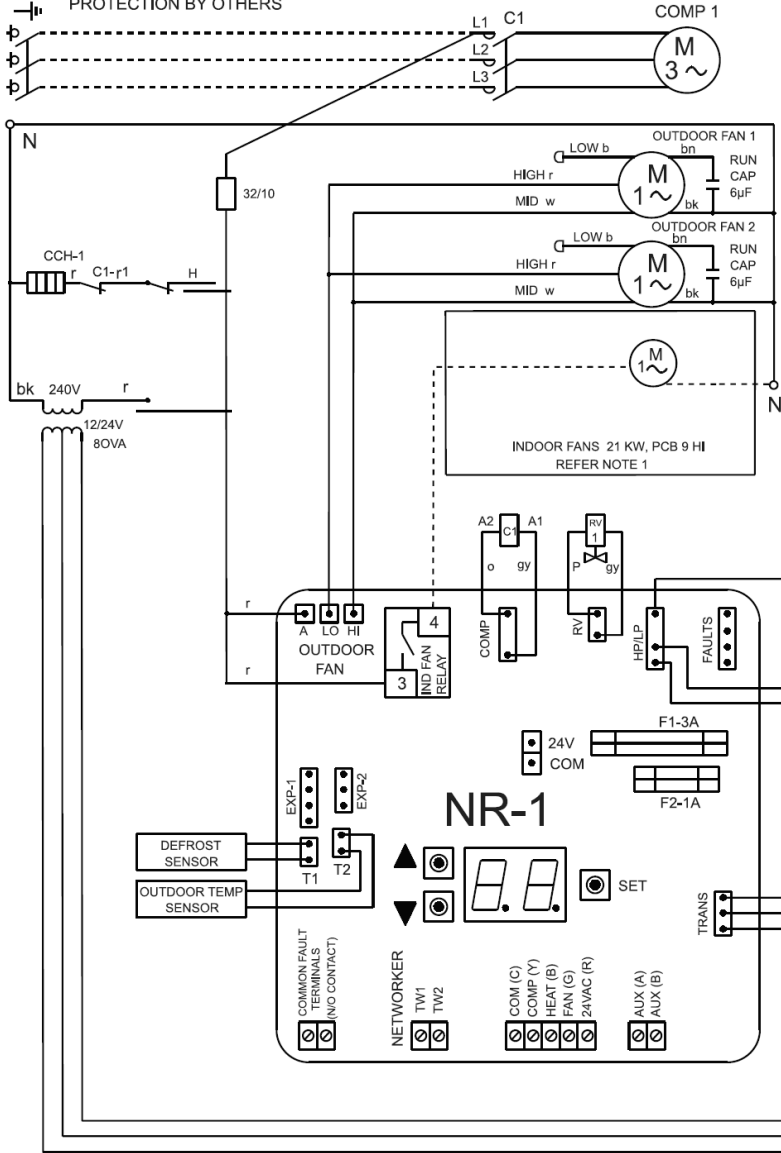 PROTECTION BY OTHERS
L1
C1
COMP 1
L2
M
3 ~
L3
N
OUTDOOR FAN 1
LOW b
bn
RUN
CAP
6µF
HIGH r
M
1 ~
MID w
bk
32/10
OUTDOOR FAN 2
LOW b
bn
RUN
CAP
6µF
HIGH r
M
1 ~
MID w
bk
CCH-1
r
C1-r1
H
M
1 ~
N
bk
240V
r
12/24V
80VA
INDOOR FANS 21 KW, PCB 9 HI
REFER NOTE 1
A2
C1
A1
RV
1
o
gy
P
gy
r
A
LO
HI
OUTDOOR
FAN
4
3
IND FAN
RELAY
r
COMP
RV
HP/LP
FAULTS
24V
COM
F1-3A
F2-1A
EXP-1
EXP-2
NR-1
DEFROST
SENSOR
T1
T2
OUTDOOR TEMP
SENSOR
SET
TRANS
COMMON FAULT
TERMINALS
(N/O CONTACT)
NETWORKER
TW1
TW2
COM (C)
COMP (Y)
HEAT (B)
FAN (G)
24VAC (R)
AUX (A)
AUX (B)